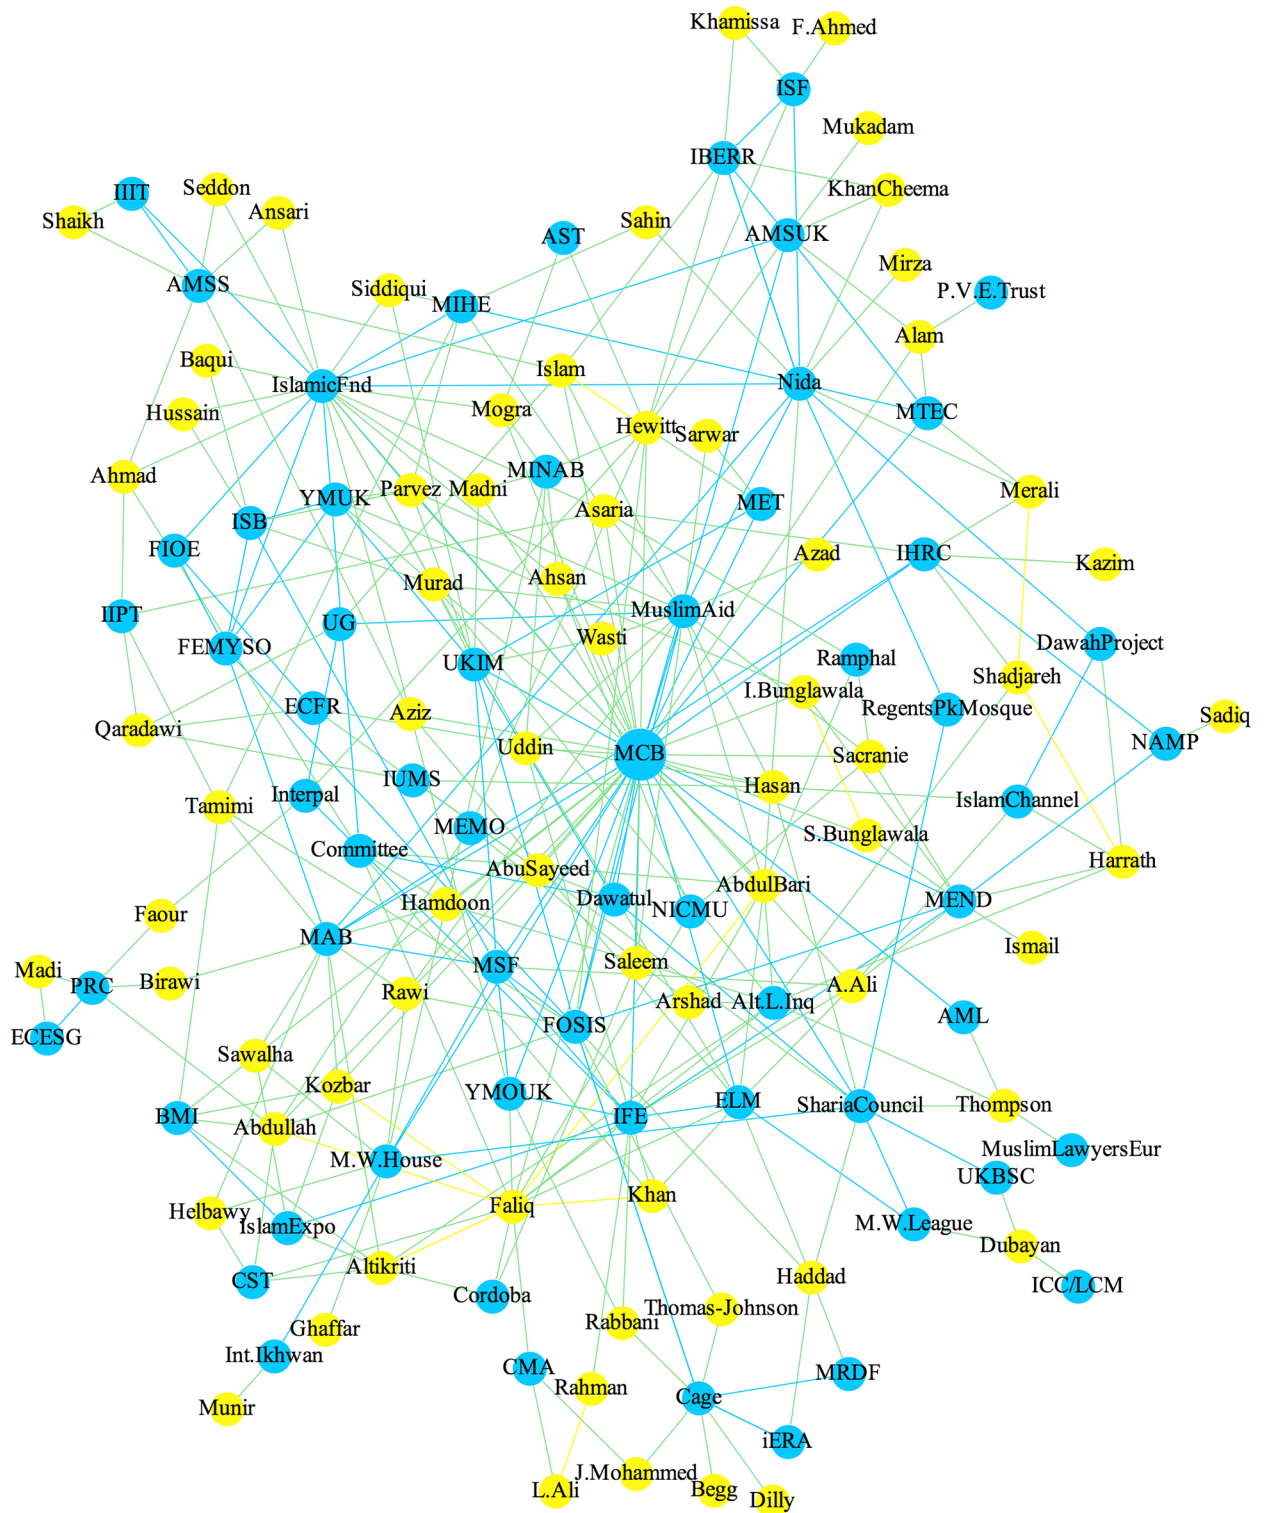 Khamissa
F.Ahmed
ISF
Mukadam
IBERR
KhanCheema
IIIT
Seddon
Ansari
Shaikh
Sahin
AST
AMSUK
Mirza
AMSS
Siddiqui
MIHE
P.V.E.Trust
Alam
Baqui
IslamicFnd
Islam
Nida
Hussain
Mogra
MTEC
Hewitt
Sarwar
Ahmad
MINAB
YMUK
Parvez
Madni
MET
Merali
Asaria
ISB
FIOE
Azad
IHRC
Kazim
Murad
Ahsan
IIPT
UG
MuslimAid
FEMYSO
Wasti
DawahProject
UKIM
Ramphal
Shadjareh
I.Bunglawala
ECFR
Aziz
RegentsPkMosque
Sadiq
Qaradawi
NAMP
Uddin
MCB
Sacranie
IUMS
Hasan
Interpal
IslamChannel
Tamimi
MEMO
S.Bunglawala
Committee
Harrath
AbuSayeed
AbdulBari
Hamdoon
Dawatul
NICMU
MEND
Faour
MAB
Ismail
Madi
MSF
Saleem
PRC
Birawi
Rawi
Arshad
Alt.L.Inq
A.Ali
ECESG
FOSIS
AML
Sawalha
Kozbar
YMOUK
BMI
Abdullah
IFE
ELM
ShariaCouncil
Thompson
M.W.House
MuslimLawyersEur
UKBSC
Khan
Helbawy
Faliq
IslamExpo
M.W.League
Dubayan
CST
Altikriti
Haddad
ICC/LCM
Cordoba
Thomas-Johnson
Ghaffar
Rabbani
Int.Ikhwan
CMA
MRDF
Rahman
Cage
Munir
iERA
J.Mohammed
L.Ali
Begg
Dilly